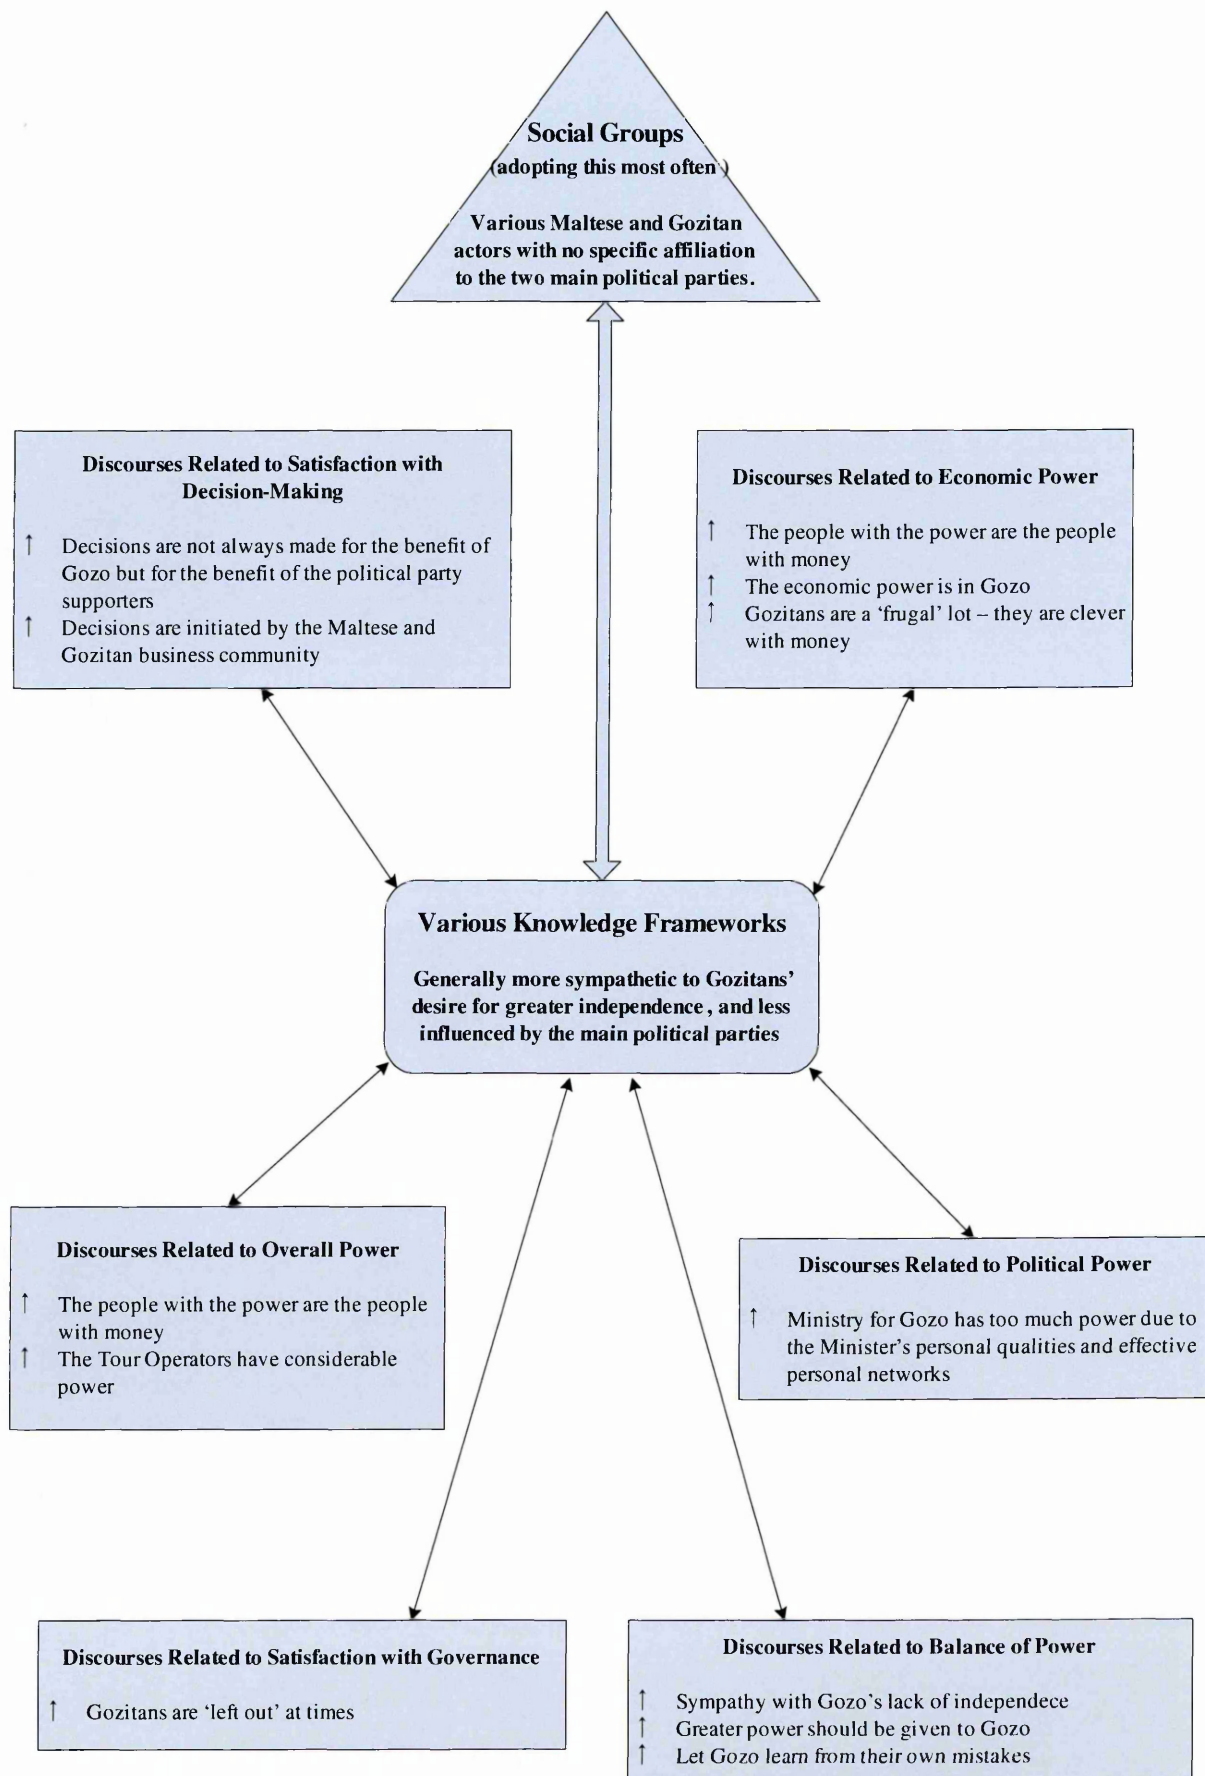 Social Groups
(adopting this most often )
Various Maltese and Gozitan
actors with no specific affiliation
to the two main political parties.
Discourses Related to Satisfaction with
Decision-Making
↑ Decisions are not always made for the benefit of
Gozo but for the benefit of the political party
supporters
↑ Decisions are initiated by the Maltese and
Gozitan business community
Discourses Related to Economic Power
↑ The people with the power are the people
with money
↑ The economic power is in Gozo
↑ Gozitans are a ‘frugal’ lot – they are clever
with money
Various Knowledge Frameworks
Generally more sympathetic to Gozitans’
desire for greater independence , and less
influenced by the main political parties
Discourses Related to Overall Power
↑ The people with the power are the people
with money
↑ The Tour Operators have considerable
power
Discourses Related to Political Power
↑ Ministry for Gozo has too much power due to
the Minister’s personal qualities and effective
personal networks
Discourses Related to Satisfaction with Governance
↑ Gozitans are ‘left out’ at times
Discourses Related to Balance of Power
↑ Sympathy with Gozo’s lack of independece
↑ Greater power should be given to Gozo
↑ Let Gozo learn from their own mistakes